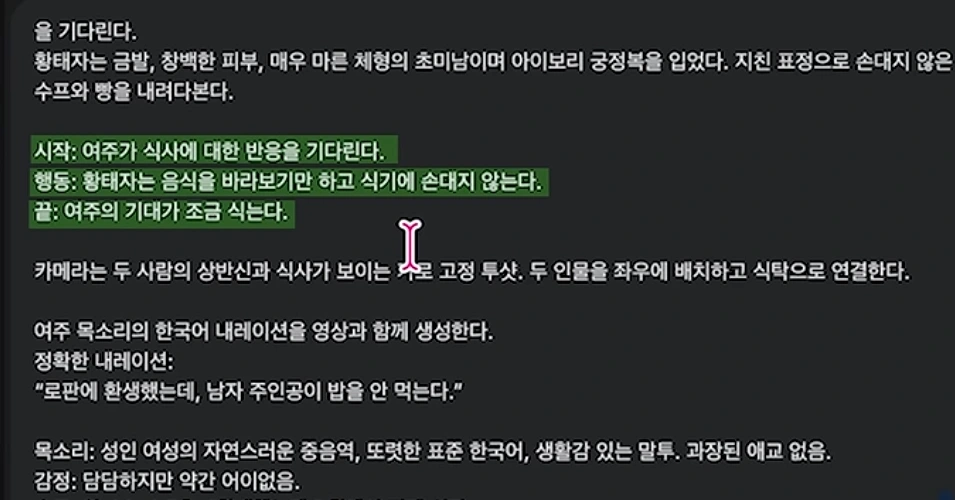 을 기다린다.
황태자는 금발, 창백한 피부, 매우 마른 체형의 초미남이며 아이보리 궁정복을 입었다. 지친 표정으로 손대지 않은
수프와 빵을 내려다본다.
시작: 여주가 식사에 대한 반응을 기다린다.
행동: 황태자는 음식을 바라보기만 하고 식기에 손대지 않는다.
끝: 여주의 기대가 조금 식는다.
카메라는 두 사람의 상반신과 식사가 보이는 고정 투샷. 두 인물을 좌우에 배치하고 식탁으로 연결한다.
여주 목소리의 한국어 내레이션을 영상과 함께 생성한다.
정확한 내레이션:
“로판에 환생했는데, 남자 주인공이 밥을 안 먹는다.”
목소리: 성인 여성의 자연스러운 중음역, 또렷한 표준 한국어, 생활감 있는 말투. 과장된 애교 없음.
감정: 담담하지만 약간 어이없음.